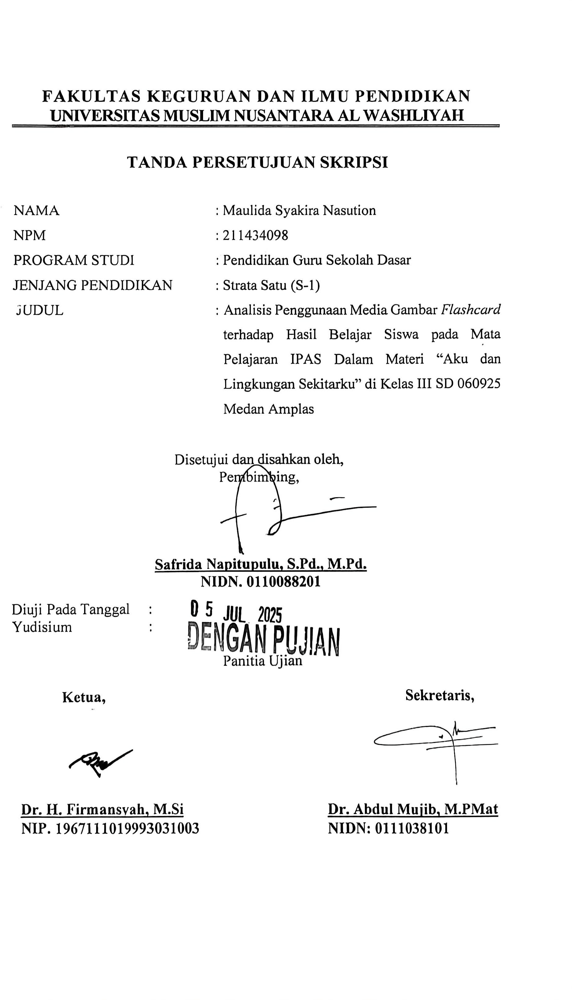 FAKULTAS KEGURUAN DAN ILMU PENDIDIKAN
UNIVERSITAS MUSLIM NUSANTARA AL WASHLIYAH
TANDA PERSETUJUAN SKRIPSI
NAMA : Maulida Syakira Nasution
NPM : 211434098
PROGRAM STUDI : Pendidikan Guru Sekolah Dasar
JENJANG PENDIDIKAN : Strata Satu (S-1)
JUDUL : Analisis Penggunaan Media Gambar Flashcard
terhadap Hasil Belajar Siswa pada Mata
Pelajaran IPAS Dalam Materi “Aku dan
Lingkungan Sekitarku” di Kelas III SD 060925
Medan Amplas
Disetujui dan disahkan oleh,
Pembimbing,
Safrida Napitupulu, S.Pd., M.Pd.
NIDN. 0110088201
Diuji Pada Tanggal : 05 JUL 2025
Yudisium : DENGAN PUJIAN
Panitia Ujian
Ketua, Sekretaris,
Dr. H. Firmansyah, M.Si Dr. Abdul Mujib, M.PMat
NIP. 1967111019993031003 NIDN: 0111038101